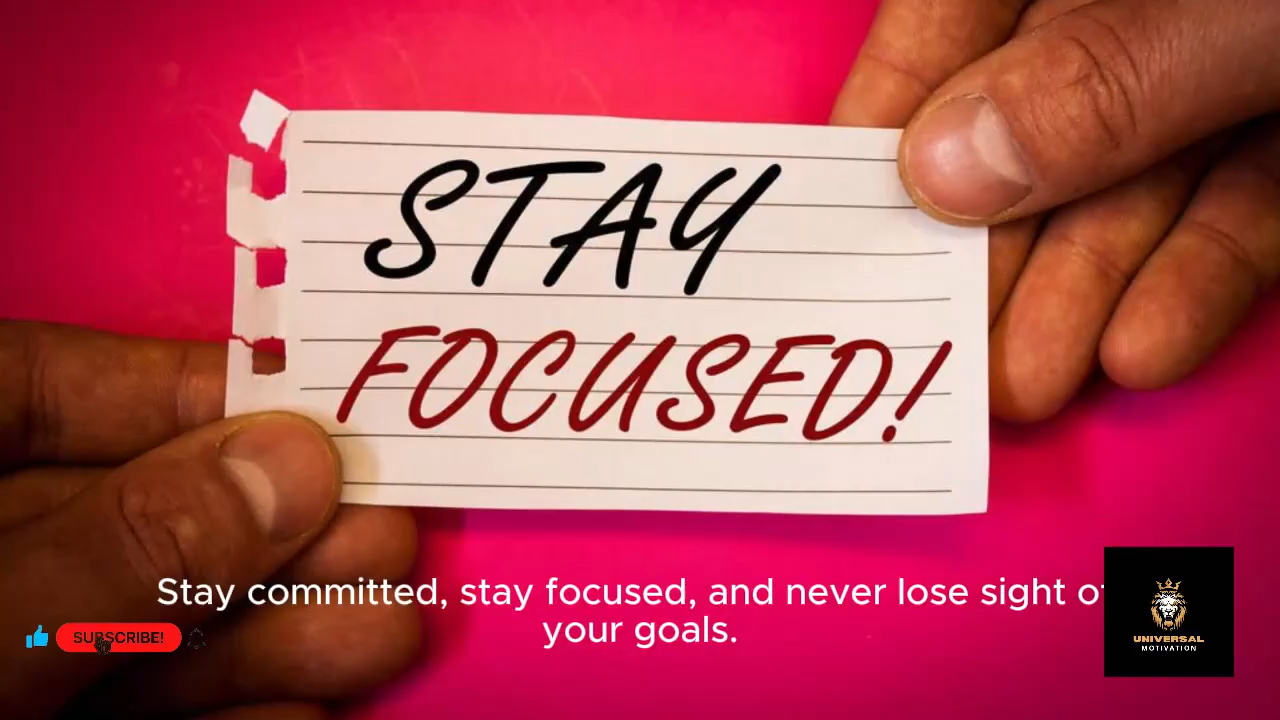 STAY
FOCUSED!
Stay committed, stay focused, and never lose sight of
your goals.
SUBSCRIBE!
UNIVERSAL
MOTIVATION